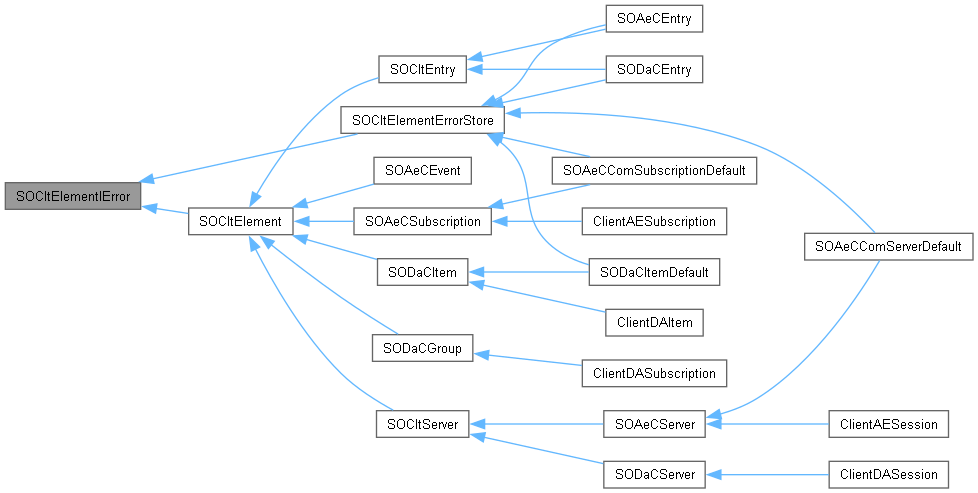 SOAeCEntry
SOCltEntry
SODaCEntry
SOCltElementErrorStore
SOAeCEvent
SOAeCComSubscriptionDefault
SOCltElementIError
SOCltElement
SOAeCSubscription
ClientAESubscription
SOAeCComServerDefault
SODaCItem
SODaCItemDefault
ClientDAItem
SODaCGroup
ClientDASubscription
SOCltServer
SOAeCServer
ClientAESession
SODaCServer
ClientDASession